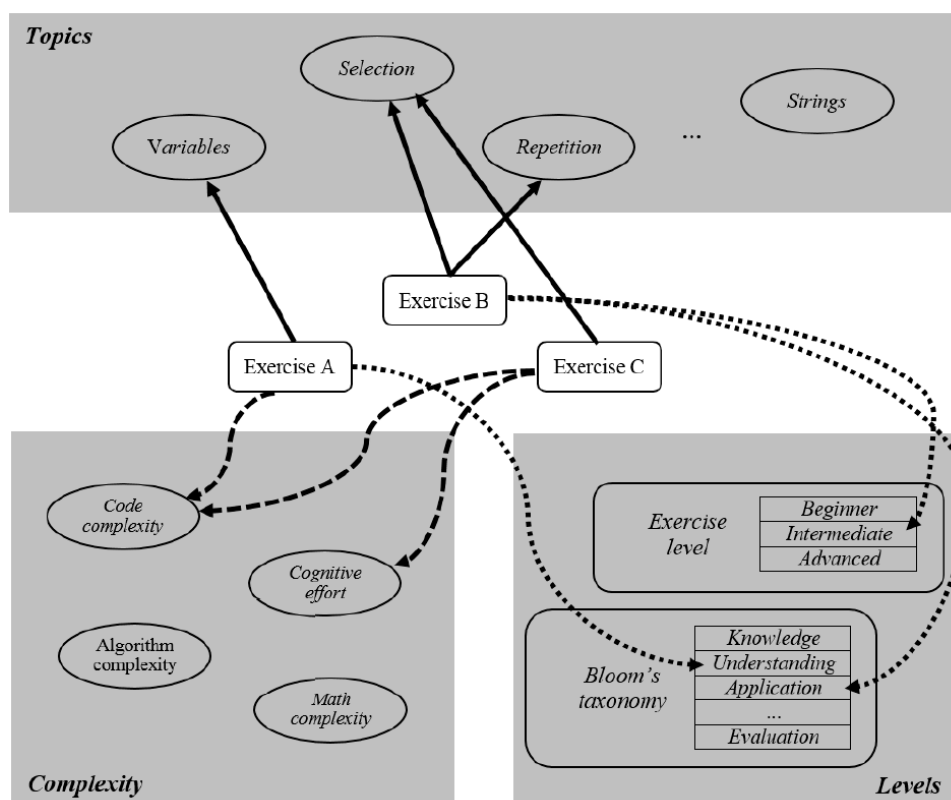 Topics
Selection
Strings
Variables
Repetition
...
Exercise B
Exercise A
Exercise C
Code
complexity
Cognitive
effort
Algorithm
complexity
Math
complexity
Complexity
Exercise
level
Beginner
Intermediate
Advanced
Bloom's
taxonomy
Knowledge
Understanding
Application
...
Evaluation
Levels